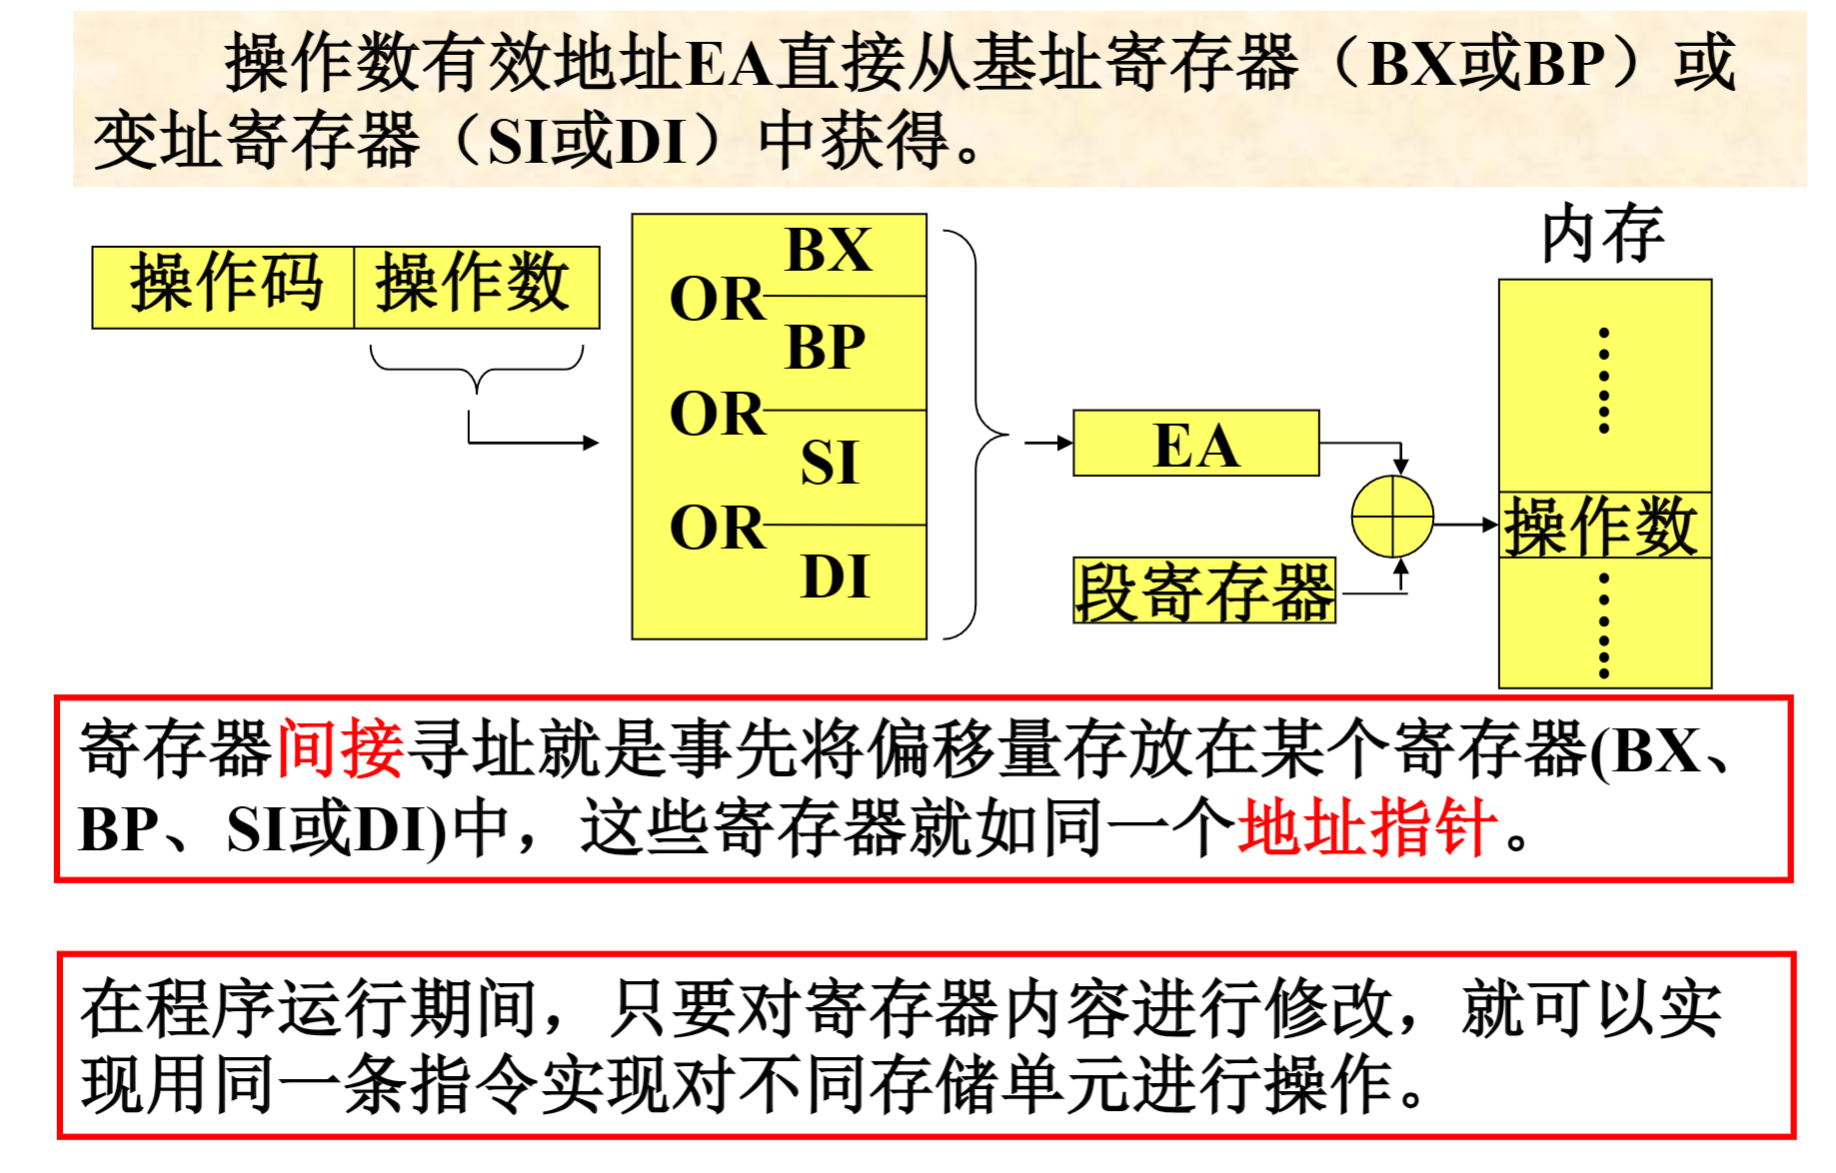 操作数有效地址EA直接从基址寄存器（BX或BP）或
变址寄存器（SI或DI）中获得。
内存
操作码 操作数
BX
OR
BP
OR
SI
OR
DI
EA
操作数
段寄存器
寄存器间接寻址就是事先将偏移量存放在某个寄存器(BX、
BP、SI或DI)中，这些寄存器就如同一个地址指针。
在程序运行期间，只要对寄存器内容进行修改，就可以实
现用同一条指令实现对不同存储单元进行操作。